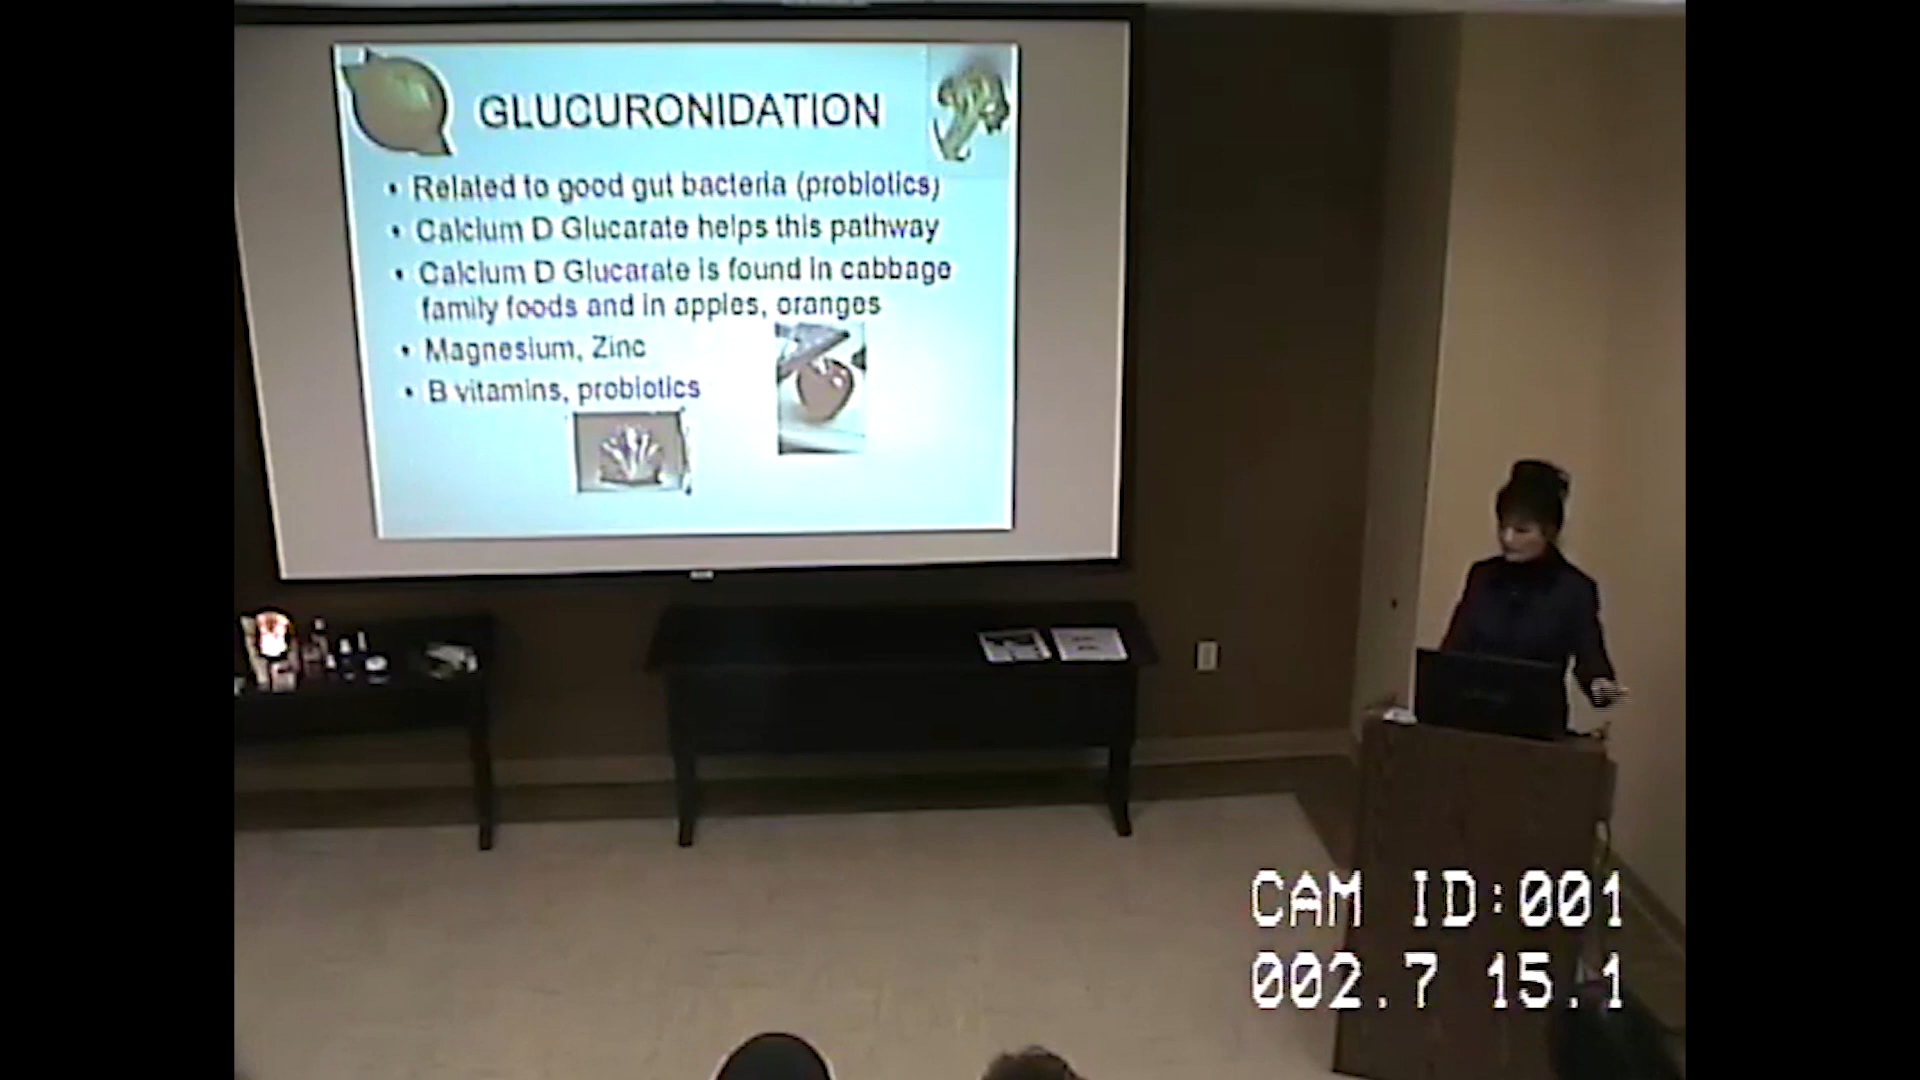 GLUCURONIDATION
• Related to good gut bacteria (probiotics)
• Calcium D Glucarate helps this pathway
• Calcium D Glucarate is found in cabbage
family foods and in apples, oranges
• Magnesium, Zinc
• B vitamins, probiotics
CAM ID:001
002.7 15.1